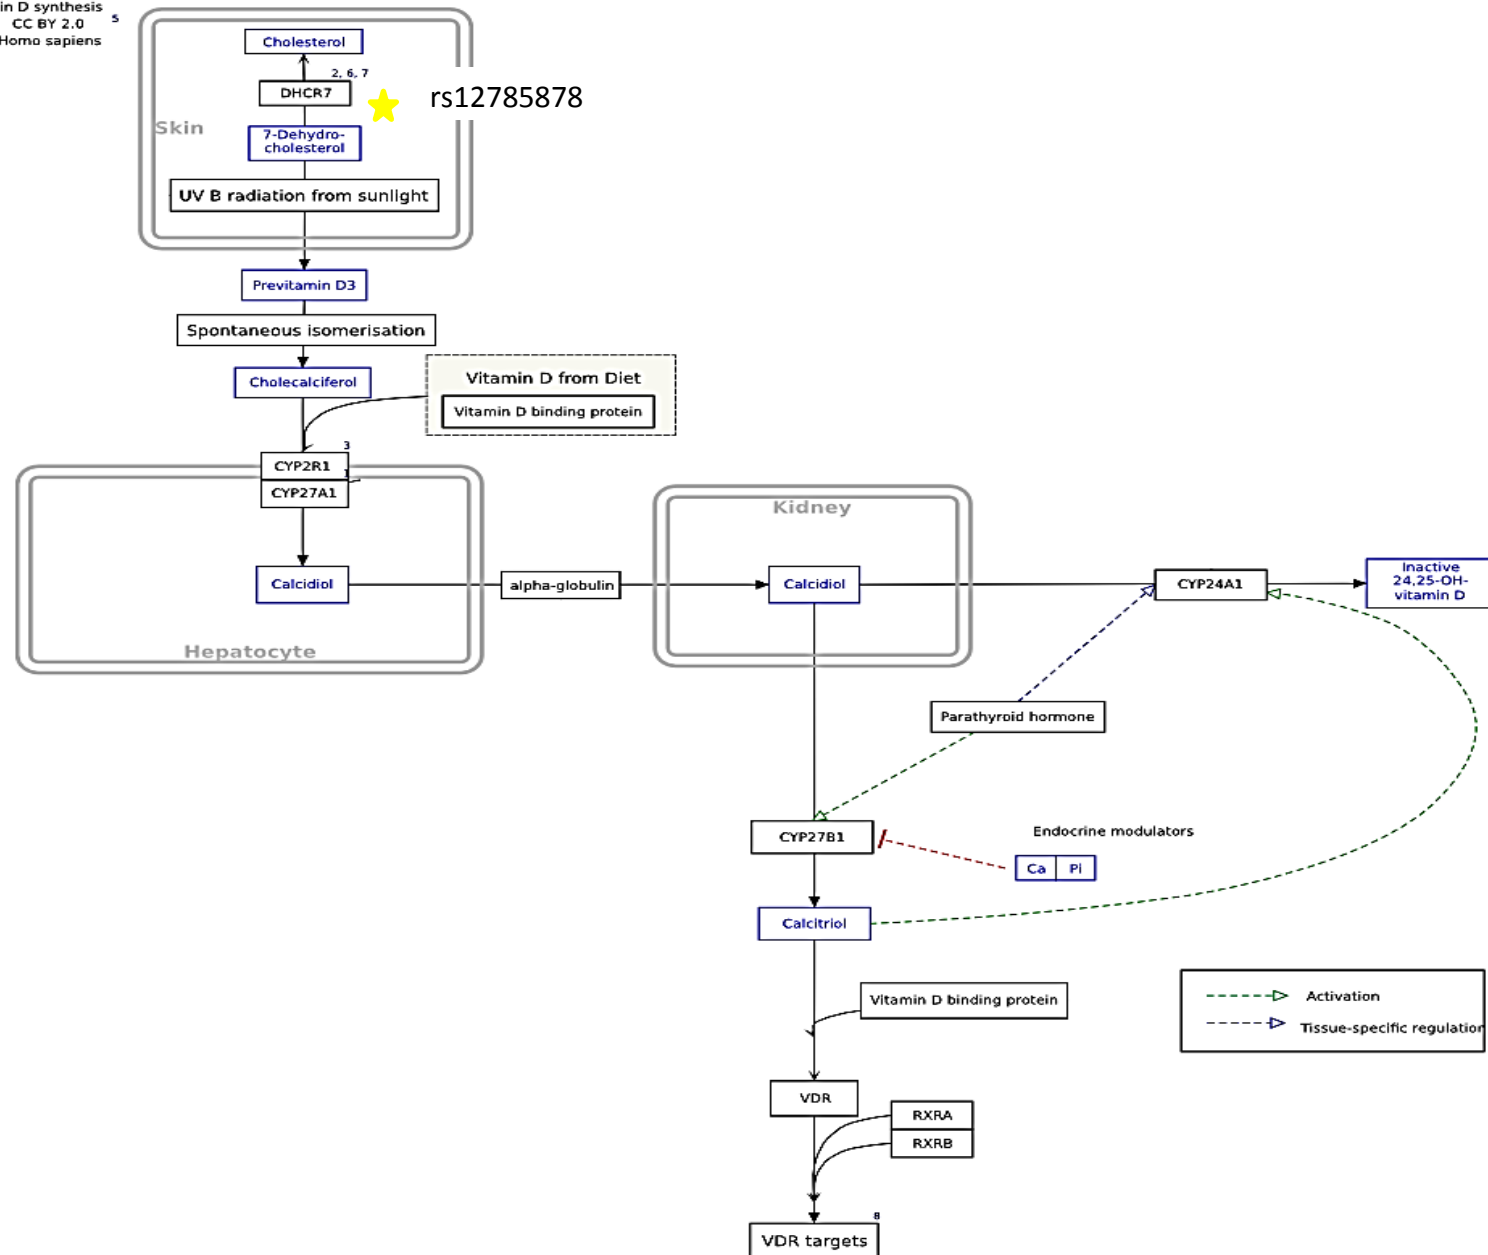 in D synthesis
CC BY 2.0
Homo sapiens
5
Cholesterol
2, 6, 7
DHCR7
rs12785878
Skin
7-Dehydro-
cholesterol
UV B radiation from sunlight
Previtamin D3
Spontaneous isomerisation
Cholecalciferol
Vitamin D from Diet
Vitamin D binding protein
3
CYP2R1
1
CYP27A1
Kidney
Calcidiol
alpha-globulin
Calcidiol
CYP24A1
Inactive
24,25-OH-
vitamin D
Hepatocyte
Parathyroid hormone
CYP27B1
Endocrine modulators
Ca Pi
Calcitriol
Vitamin D binding protein
Activation
Tissue-specific regulation
VDR
RXRA
RXRB
8
VDR targets